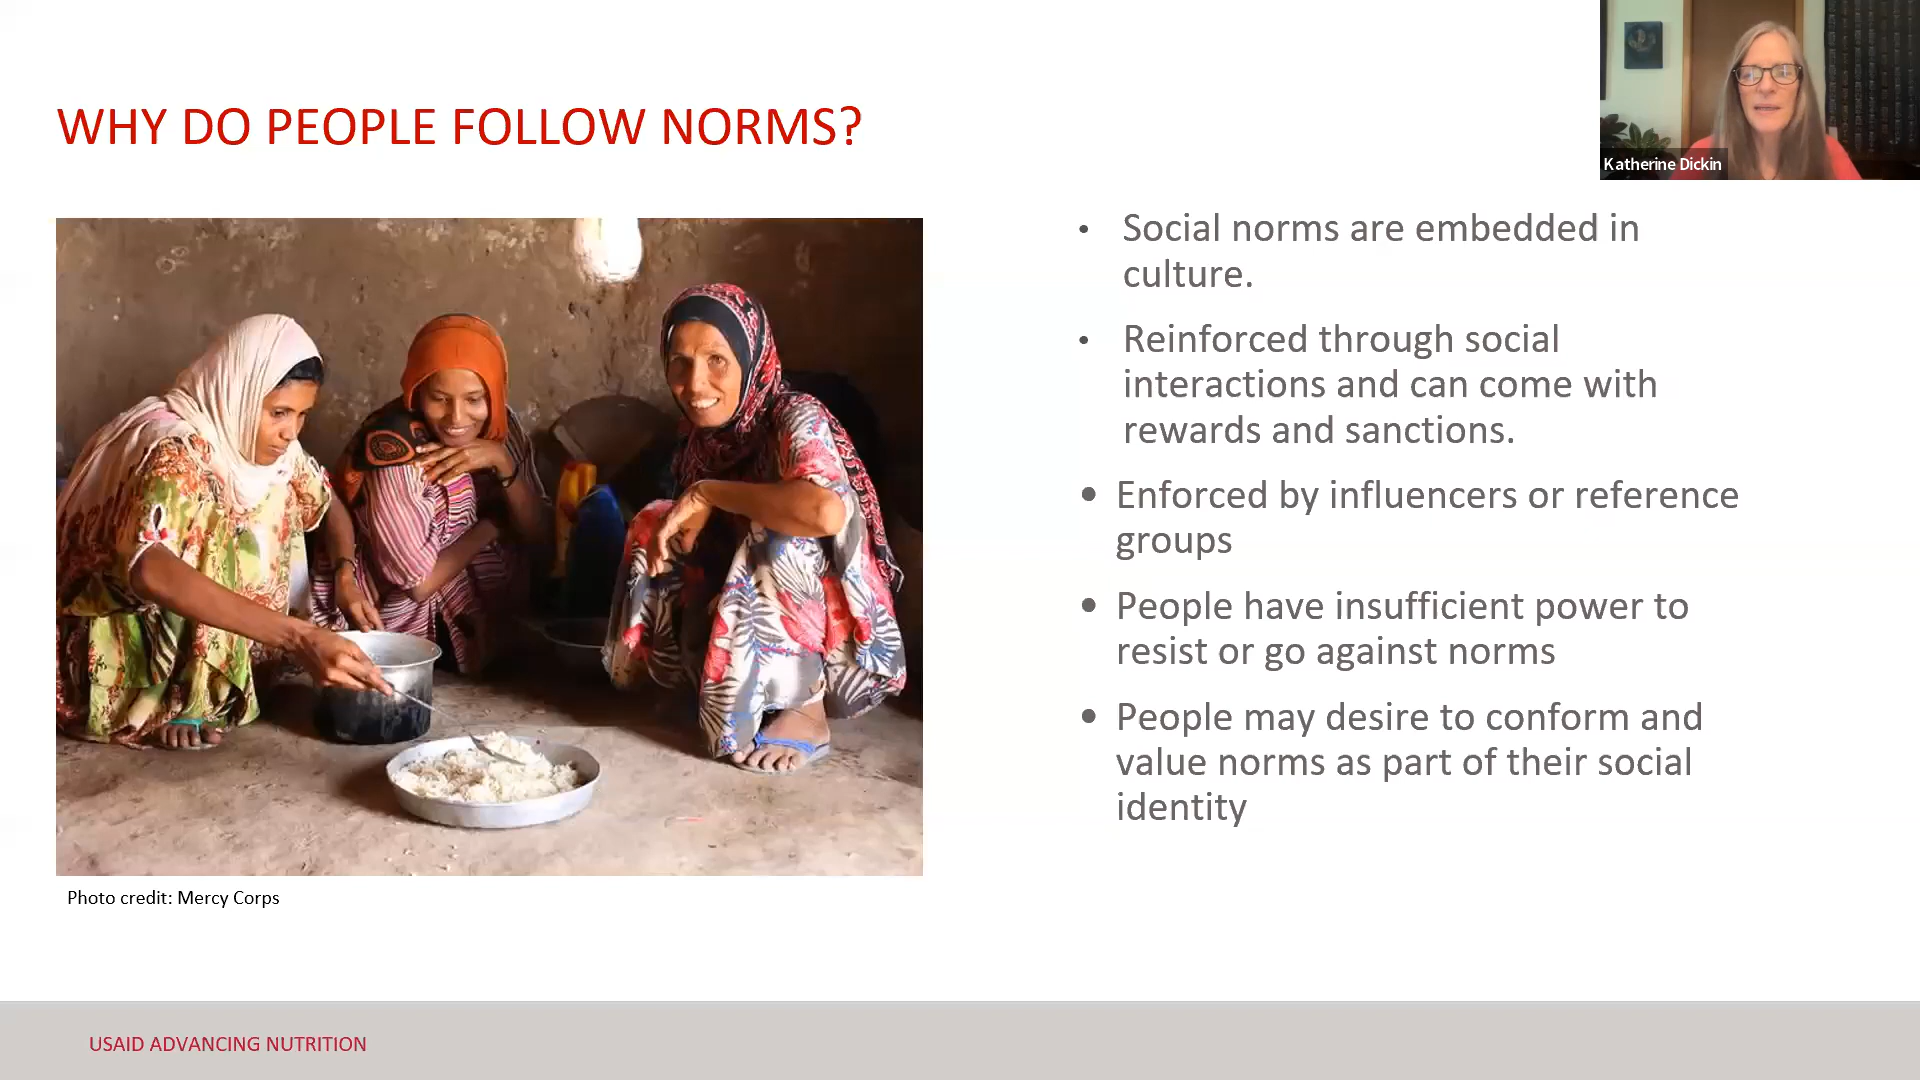 WHY DO PEOPLE FOLLOW NORMS?
Katherine Dickin
• Social norms are embedded in
culture.
• Reinforced through social
interactions and can come with
rewards and sanctions.
• Enforced by influencers or reference
groups
• People have insufficient power to
resist or go against norms
• People may desire to conform and
value norms as part of their social
identity
Photo credit: Mercy Corps
USAID ADVANCING NUTRITION